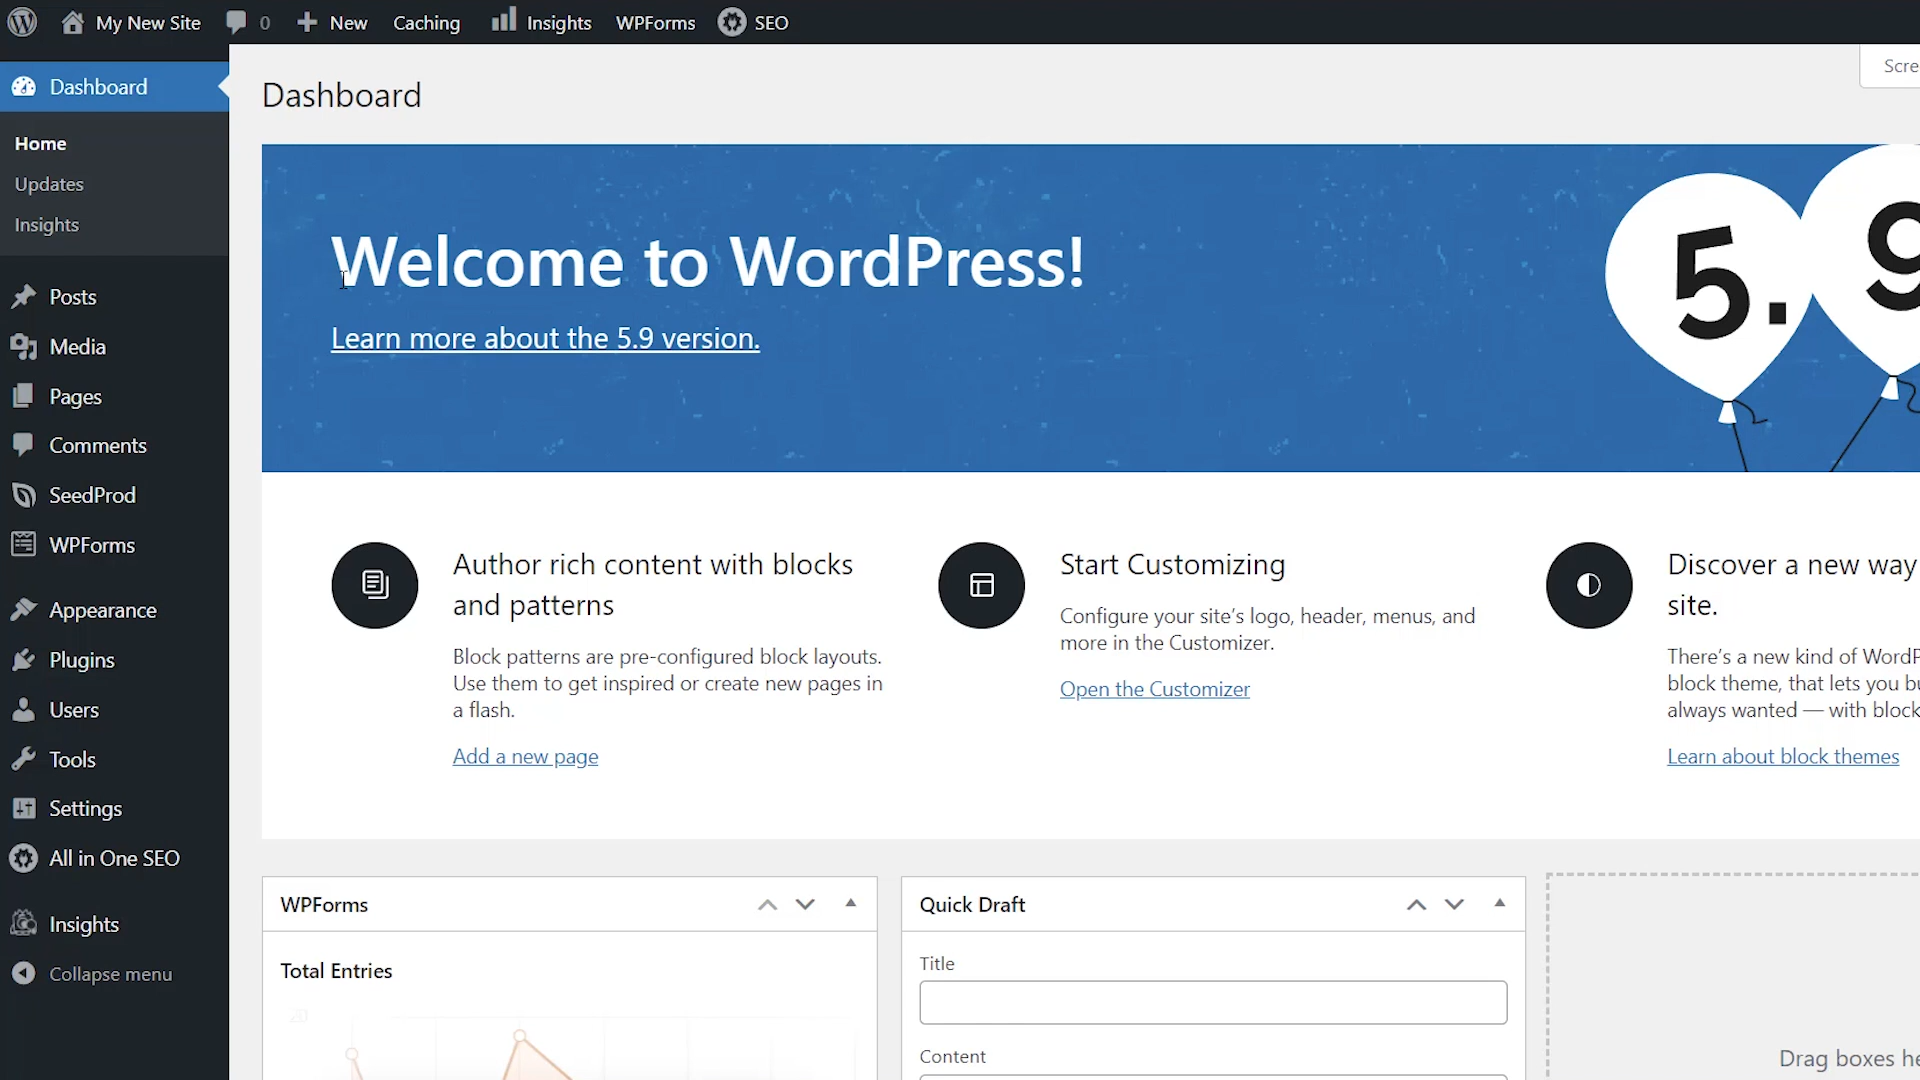 My New Site 0 New Caching Insights WPForms SEO
Scre
Dashboard
Home
Updates
Insights
Posts
Media
Pages
Comments
SeedProd
WPForms
Appearance
Plugins
Users
Tools
Settings
All in One SEO
Insights
Collapse menu
Dashboard
Welcome to WordPress!
Learn more about the 5.9 version.
5.9
Author rich content with blocks
and patterns
Block patterns are pre-configured block layouts.
Use them to get inspired or create new pages in
a flash.
Add a new page
Start Customizing
Configure your site's logo, header, menus, and
more in the Customizer.
Open the Customizer
Discover a new way
site.
There's a new kind of WordP
block theme, that lets you bu
always wanted — with block
Learn about block themes
WPForms
Total Entries
Quick Draft
Title
Content
Drag boxes he